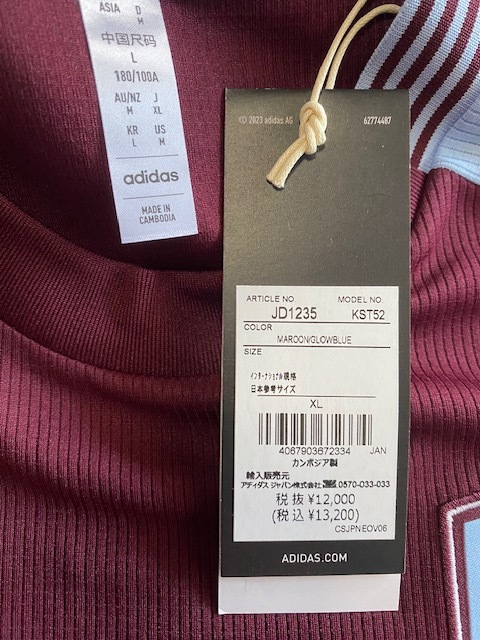 ASIA D
M M
中国尺码
L
180/100A
AU/NZ J
M XL
KR US
L M
adidas
MADE IN
CAMBODIA
© 2023 adidas AG 62774487
ARTICLE NO. MODEL NO.
JD1235 KST52
COLOR
MAROON/GLOWBLUE
SIZE
インターナショナル規格
日本参考サイズ
XL
4067903672334 JAN
カンボジア製
輸入販売元
アディダス ジャパン株式会社 0570-033-033
税抜¥12,000
(税込¥13,200)
CSJPNEOV06
ADIDAS.COM